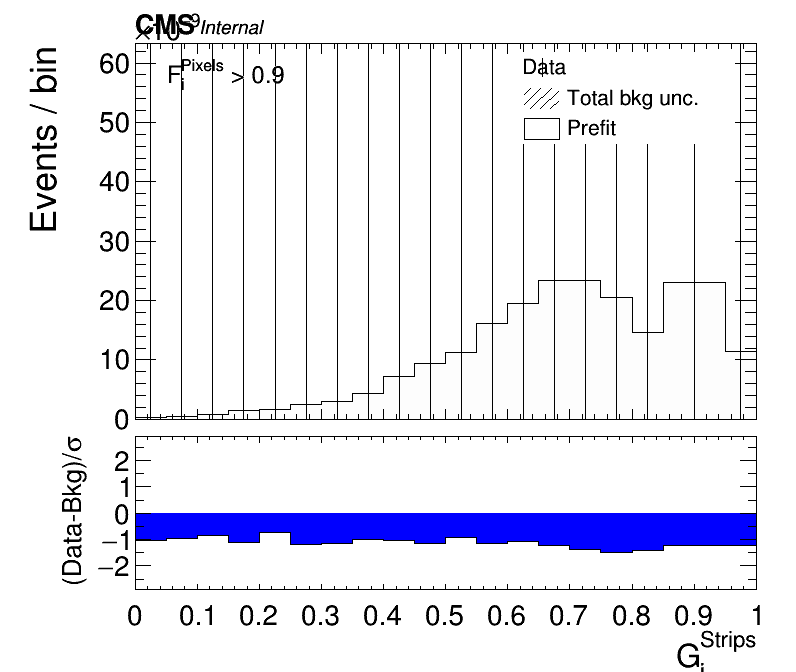 CMS Internal
×10⁹
Events / bin
60
50
40
30
20
10
0
F_i^Pixels > 0.9
Data
Total bkg unc.
Prefit
(Data-Bkg)/σ
2
1
0
−1
−2
0 0.1 0.2 0.3 0.4 0.5 0.6 0.7 0.8 0.9 1
G_i^Strips